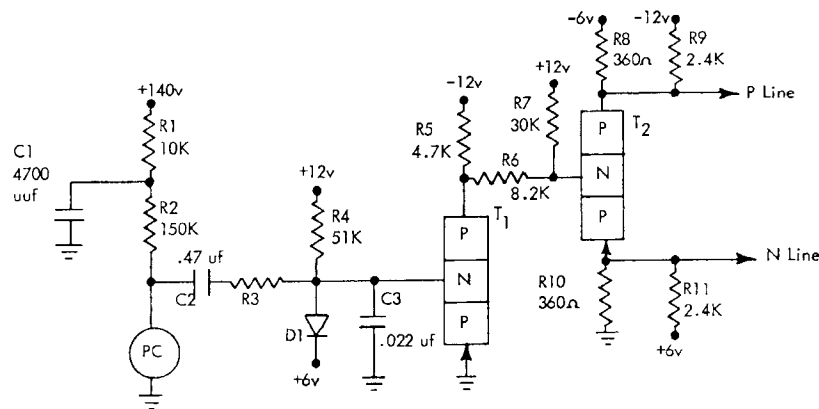 -6v
-12v
R8
360Ω
R9
2.4K
P Line
+140v
-12v
+12v
R1
10K
R5
4.7K
R7
30K
P
T2
C1
4700
uuf
R6
8.2K
N
+12v
R2
150K
R4
51K
T1
P
P
.47 uf
N
N Line
C2
R3
C3
R10
360Ω
R11
2.4K
D1
P
PC
.022 uf
+6v
+6v